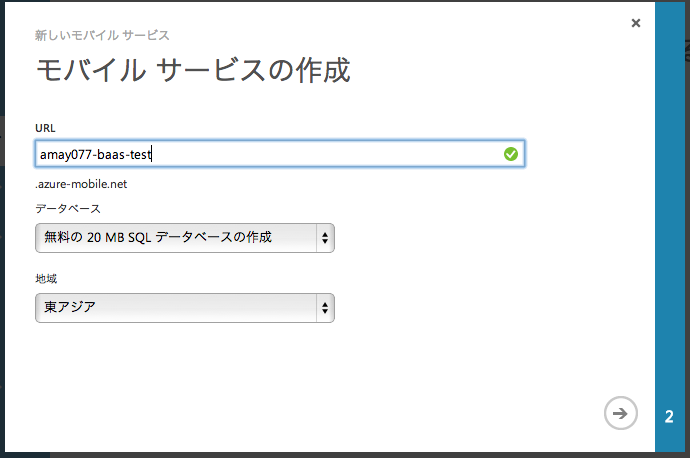 新しいモバイル サービス
モバイル サービスの作成
URL
amay077-baas-test
.azure-mobile.net
データベース
無料の 20 MB SQL データベースの作成
地域
東アジア
2